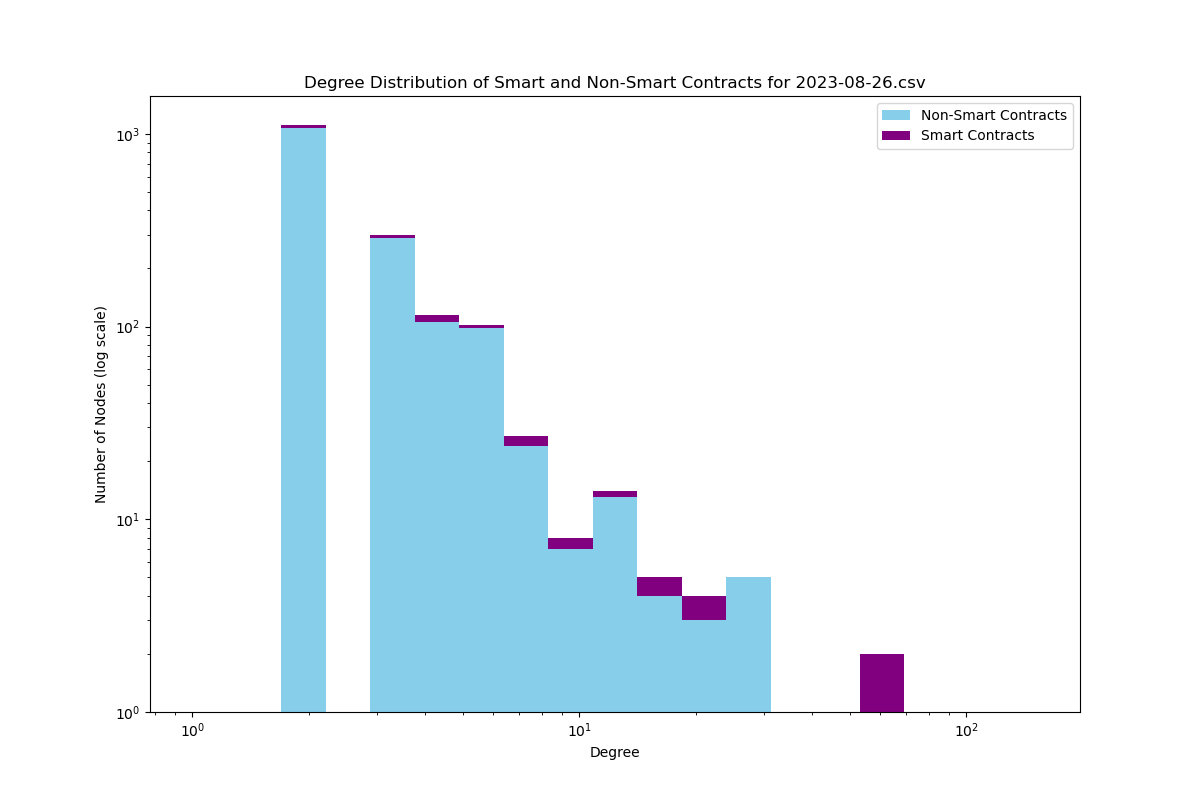 Degree Distribution of Smart and Non-Smart Contracts for 2023-08-26.csv
Non-Smart Contracts
Smart Contracts
Number of Nodes (log scale)
10³
10²
10¹
10⁰
10⁰ 10¹ 10²
Degree